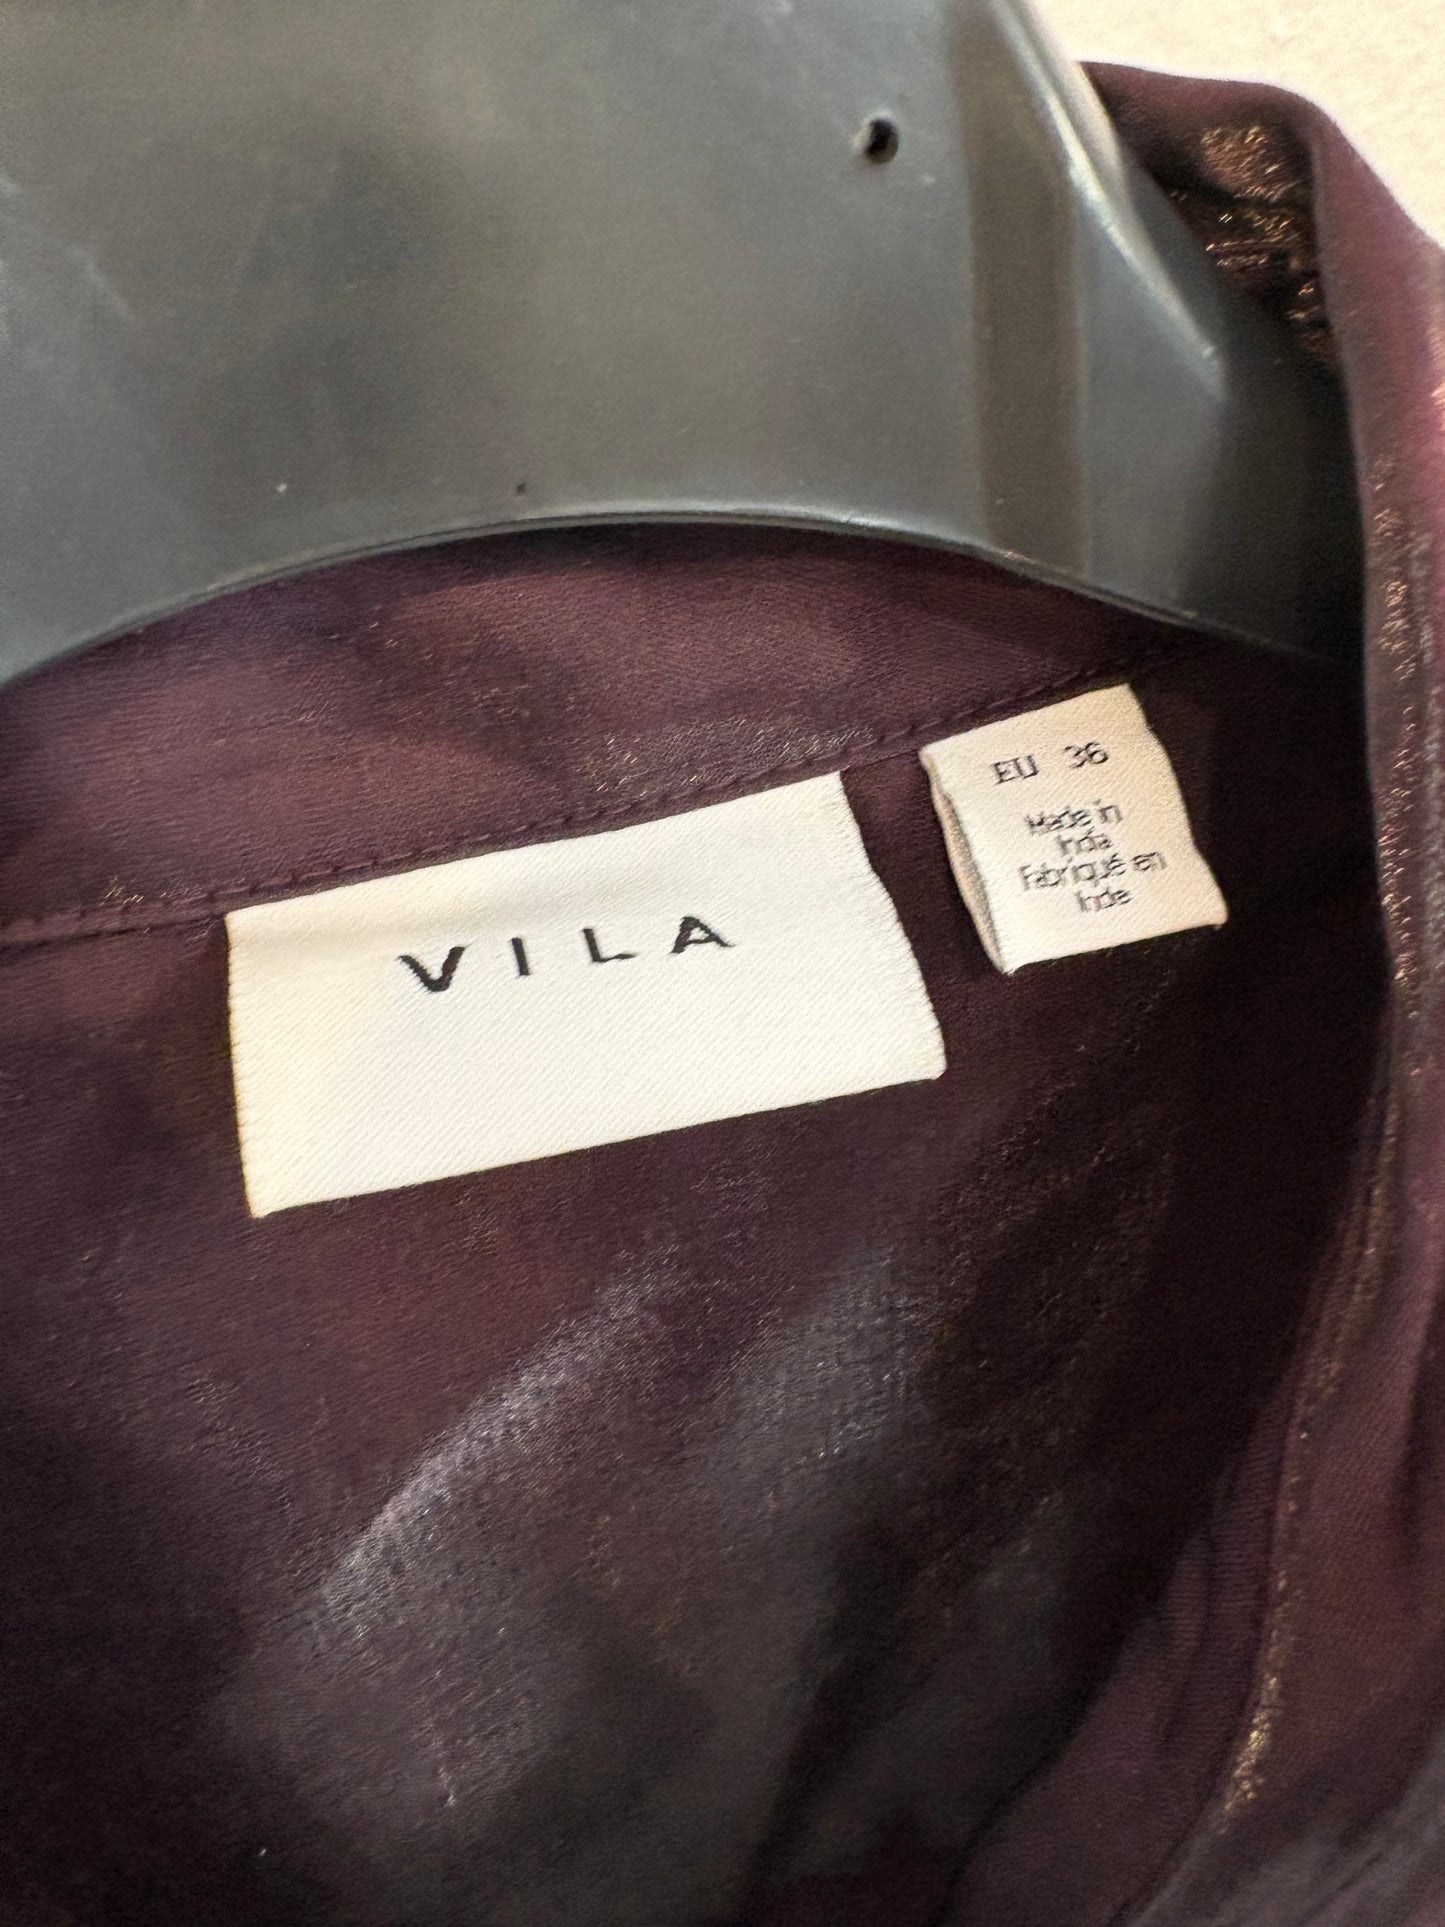 VILA
EU 36
Made in
India
Fabriqué en
Inde